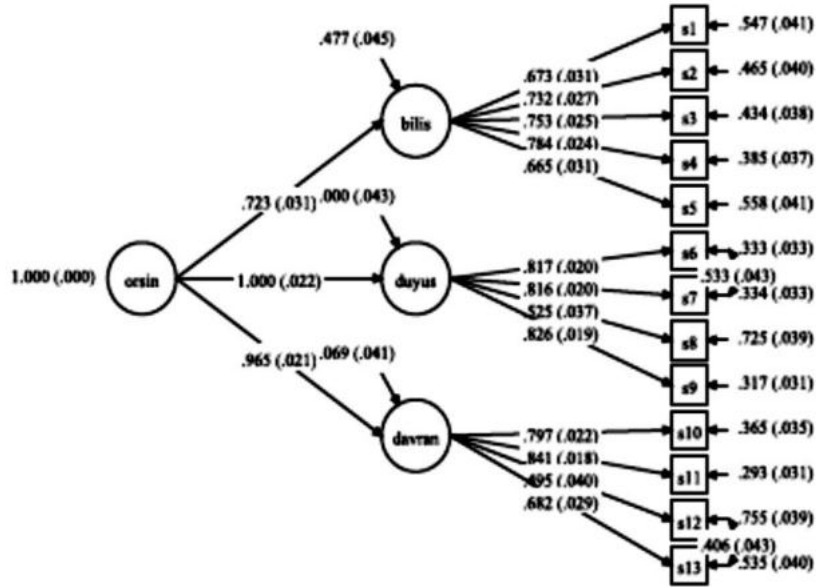 s1 .547 (.041)
.477 (.045)
.673 (.031) s2 .465 (.040)
.732 (.027)
bilis .753 (.025) s3 .434 (.038)
.784 (.024) s4 .385 (.037)
.665 (.031)
s5 .558 (.041)
.723 (.031) .000 (.043)
s6 .333 (.033)
.817 (.020) .533 (.043)
1.000 (.000) orsin 1.000 (.022) duyus .816 (.020) s7 .334 (.033)
.525 (.037)
.826 (.019) s8 .725 (.039)
.965 (.021) .069 (.041)
s9 .317 (.031)
davran .797 (.022) s10 .365 (.035)
.841 (.018)
.495 (.040) s11 .293 (.031)
.682 (.029)
s12 .755 (.039)
.406 (.043)
s13 .535 (.040)